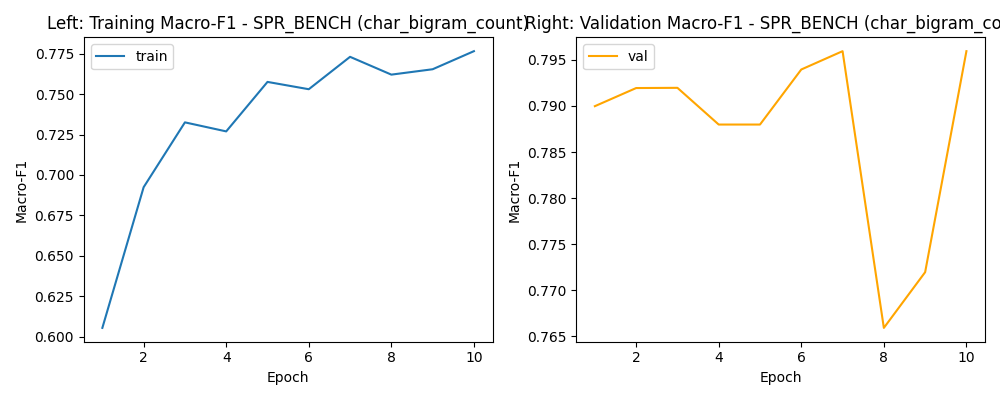 Left: Training Macro-F1 - SPR_BENCH (char_bigram_count)
train
0.775
0.750
0.725
0.700
0.675
0.650
0.625
0.600
Macro-F1
2 4 6 8 10
Epoch
Right: Validation Macro-F1 - SPR_BENCH (char_bigram_co
val
0.795
0.790
0.785
0.780
0.775
0.770
0.765
Macro-F1
2 4 6 8 10
Epoch